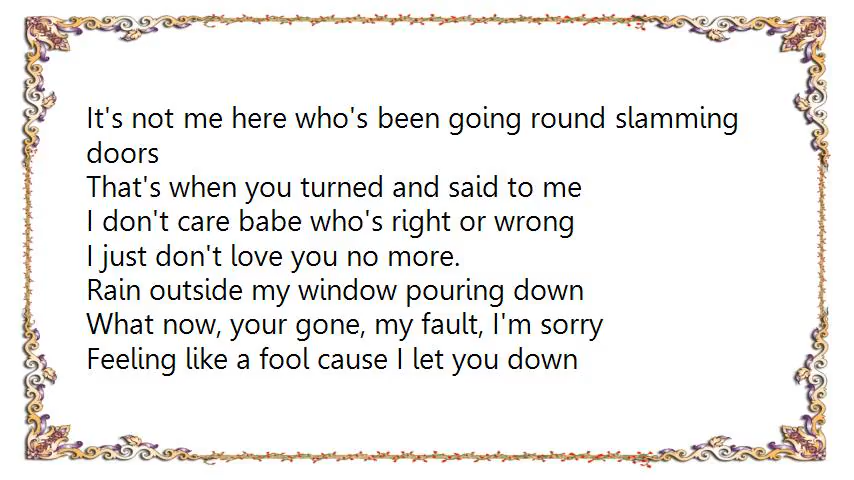 It's not me here who's been going round slamming
doors
That's when you turned and said to me
I don't care babe who's right or wrong
I just don't love you no more.
Rain outside my window pouring down
What now, your gone, my fault, I'm sorry
Feeling like a fool cause I let you down